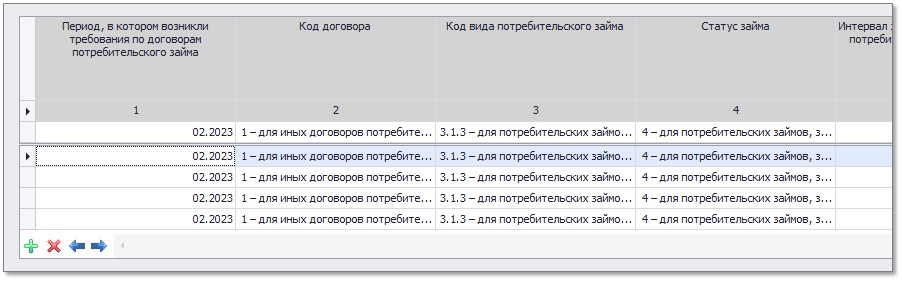 Период, в котором возникли требования по договорам потребительского займа
Код договора
Код вида потребительского займа
Статус займа
Интервал
потреби
1
2
3
4
02.2023 1 – для иных договоров потребите... 3.1.3 – для потребительских займо... 4 – для потребительских займов, з...
02.2023 1 – для иных договоров потребите... 3.1.3 – для потребительских займо... 4 – для потребительских займов, з...
02.2023 1 – для иных договоров потребите... 3.1.3 – для потребительских займо... 4 – для потребительских займов, з...
02.2023 1 – для иных договоров потребите... 3.1.3 – для потребительских займо... 4 – для потребительских займов, з...
02.2023 1 – для иных договоров потребите... 3.1.3 – для потребительских займо... 4 – для потребительских займов, з...